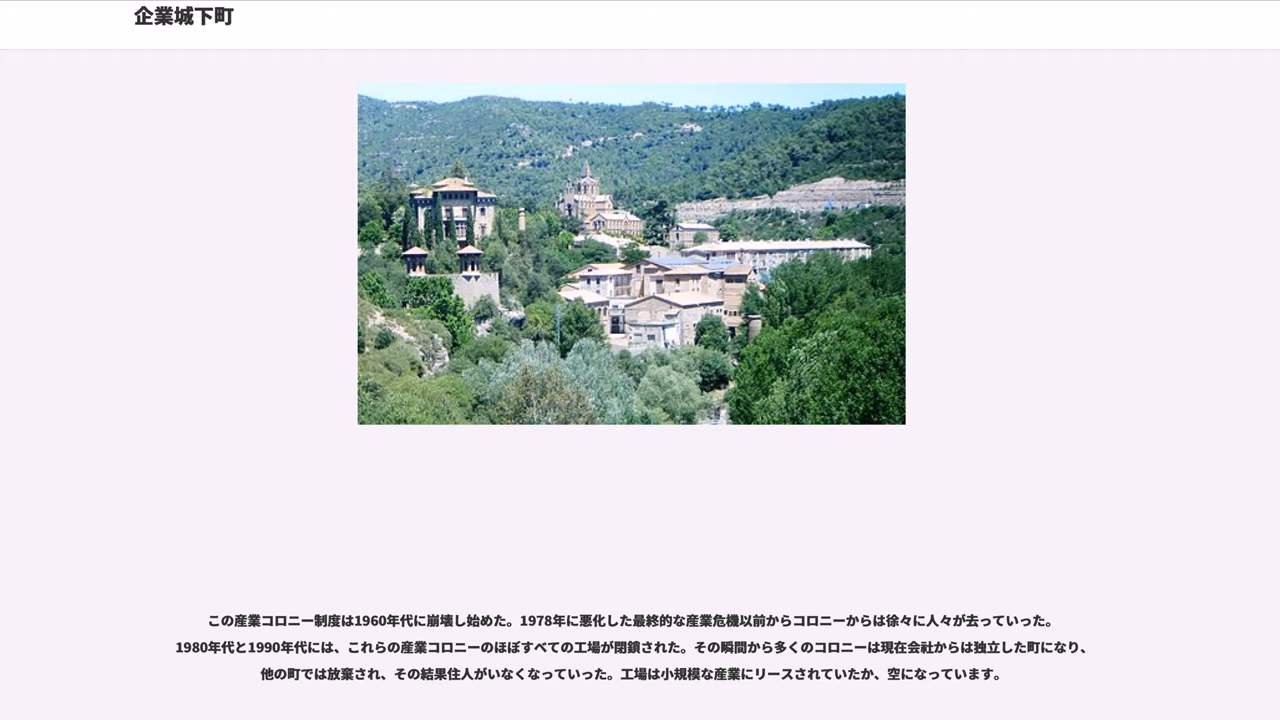 企業城下町
この産業コロニー制度は1960年代に崩壊し始めた。1978年に悪化した最終的な産業危機以前からコロニーからは徐々に人々が去っていった。
1980年代と1990年代には、これらの産業コロニーのほぼすべての工場が閉鎖された。その瞬間から多くのコロニーは現在会社からは独立した町になり、
他の町では放棄され、その結果住人がいなくなっていった。工場は小規模な産業にリースされていたか、空になっています。